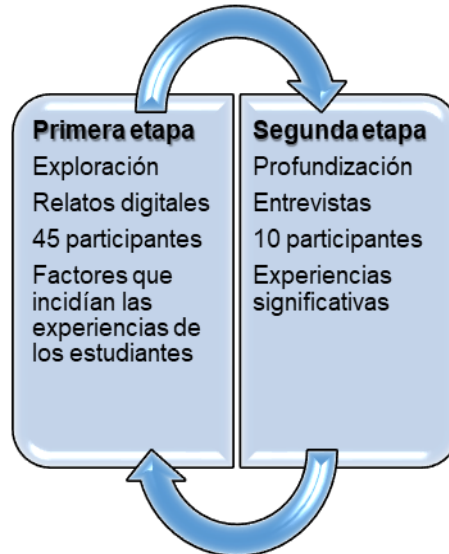 Primera etapa
Exploración
Relatos digitales
45 participantes
Factores que
incidían las
experiencias de
los estudiantes
Segunda etapa
Profundización
Entrevistas
10 participantes
Experiencias
significativas